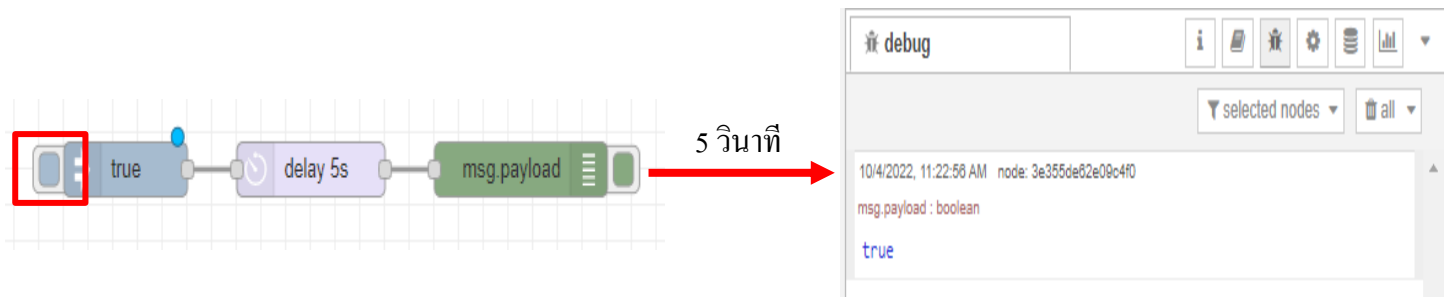 debug
selected nodes
all
true
delay 5s
msg.payload
5 วินาที
10/4/2022, 11:22:56 AM node: 3e355de62e09c4f0
msg.payload : boolean
true